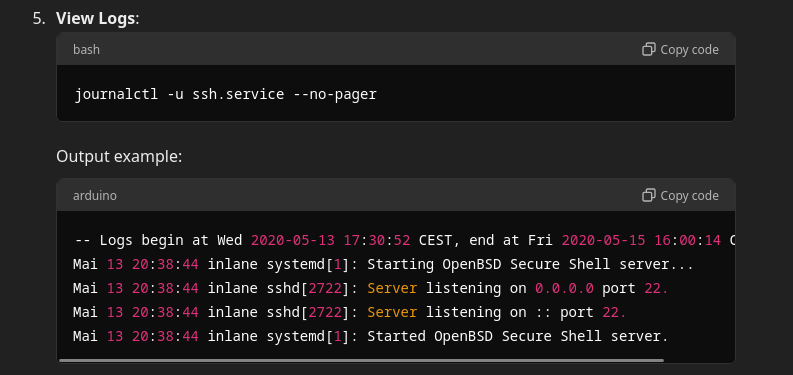 5. View Logs:
bash
Copy code
journalctl -u ssh.service --no-pager
Output example:
arduino
Copy code
-- Logs begin at Wed 2020-05-13 17:30:52 CEST, end at Fri 2020-05-15 16:00:14
Mai 13 20:38:44 inlane systemd[1]: Starting OpenBSD Secure Shell server...
Mai 13 20:38:44 inlane sshd[2722]: Server listening on 0.0.0.0 port 22.
Mai 13 20:38:44 inlane sshd[2722]: Server listening on :: port 22.
Mai 13 20:38:44 inlane systemd[1]: Started OpenBSD Secure Shell server.